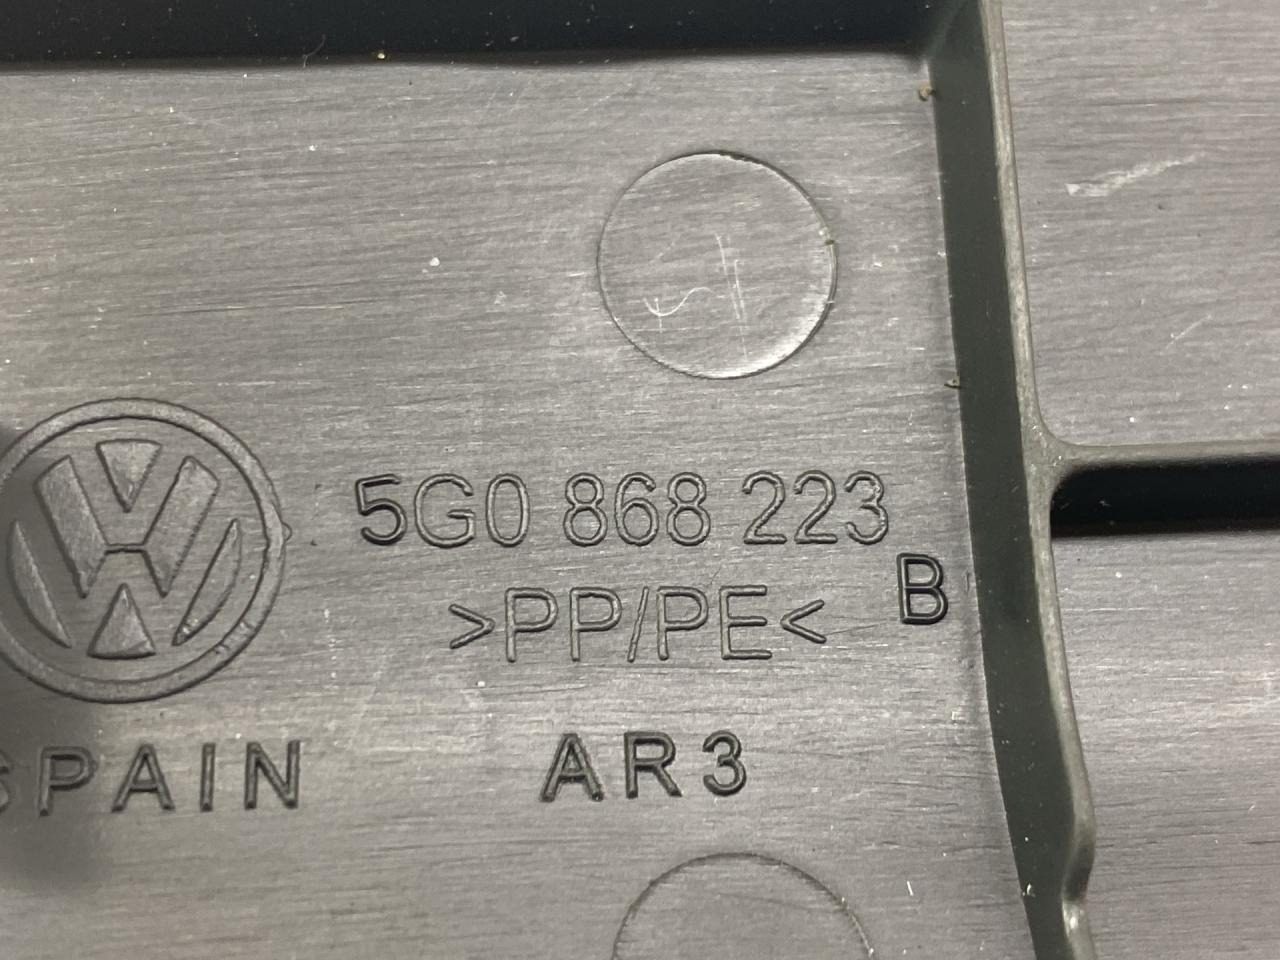 5G0 868 223
B
>PP/PE<
SPAIN
AR3